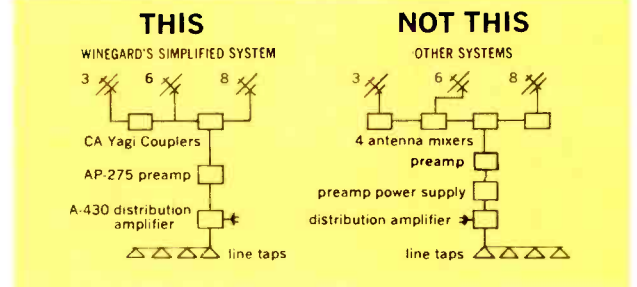 THIS
WINEGARD'S SIMPLIFIED SYSTEM
3 6 8
CA Yagi Couplers
AP-275 preamp
A-430 distribution
amplifier
line taps
NOT THIS
OTHER SYSTEMS
3 6 8
4 antenna mixers
preamp
preamp power supply
distribution amplifier
line taps